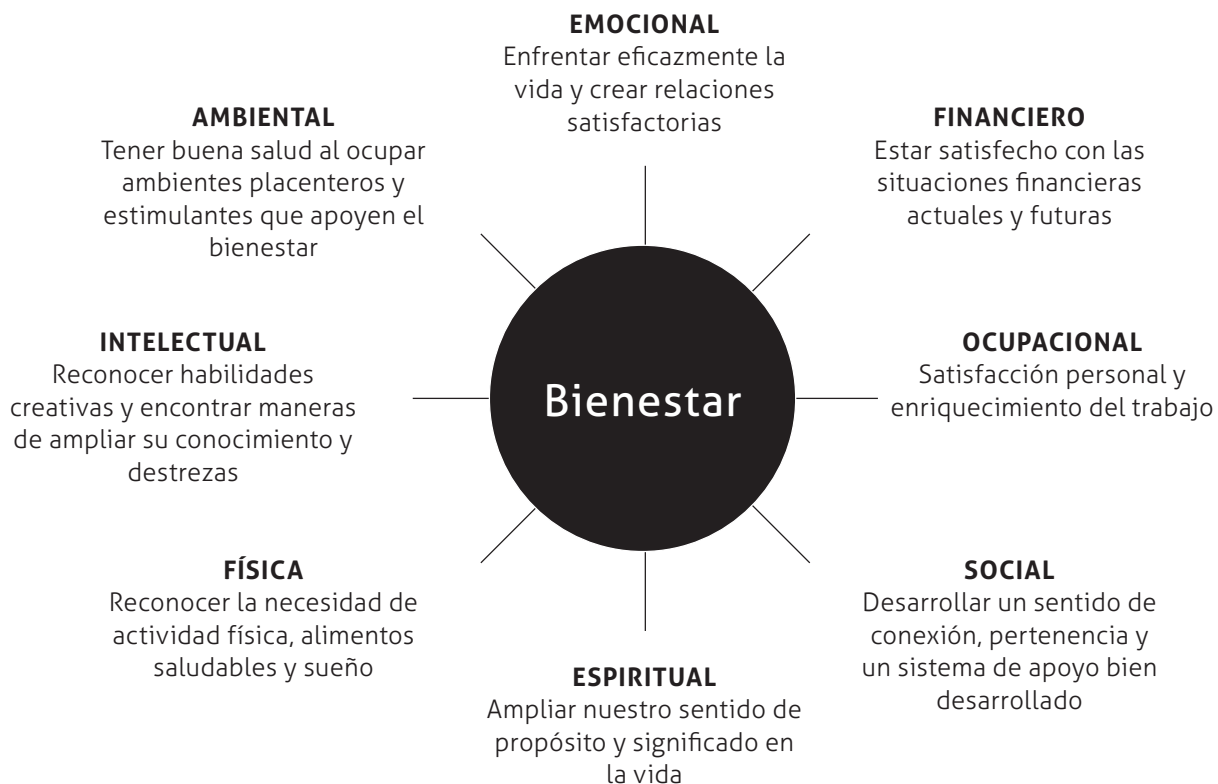 EMOCIONAL
Enfrentar eficazmente la
vida y crear relaciones
satisfactorias
FINANCIERO
Estar satisfecho con las
situaciones financieras
actuales y futuras
OCUPACIONAL
Satisfacción personal y
enriquecimiento del trabajo
SOCIAL
Desarrollar un sentido de
conexión, pertenencia y
un sistema de apoyo bien
desarrollado
ESPIRITUAL
Ampliar nuestro sentido de
propósito y significado en
la vida
FÍSICA
Reconocer la necesidad de
actividad física, alimentos
saludables y sueño
INTELECTUAL
Reconocer habilidades
creativas y encontrar maneras
de ampliar su conocimiento y
destrezas
AMBIENTAL
Tener buena salud al ocupar
ambientes placenteros y
estimulantes que apoyen el
bienestar
Bienestar